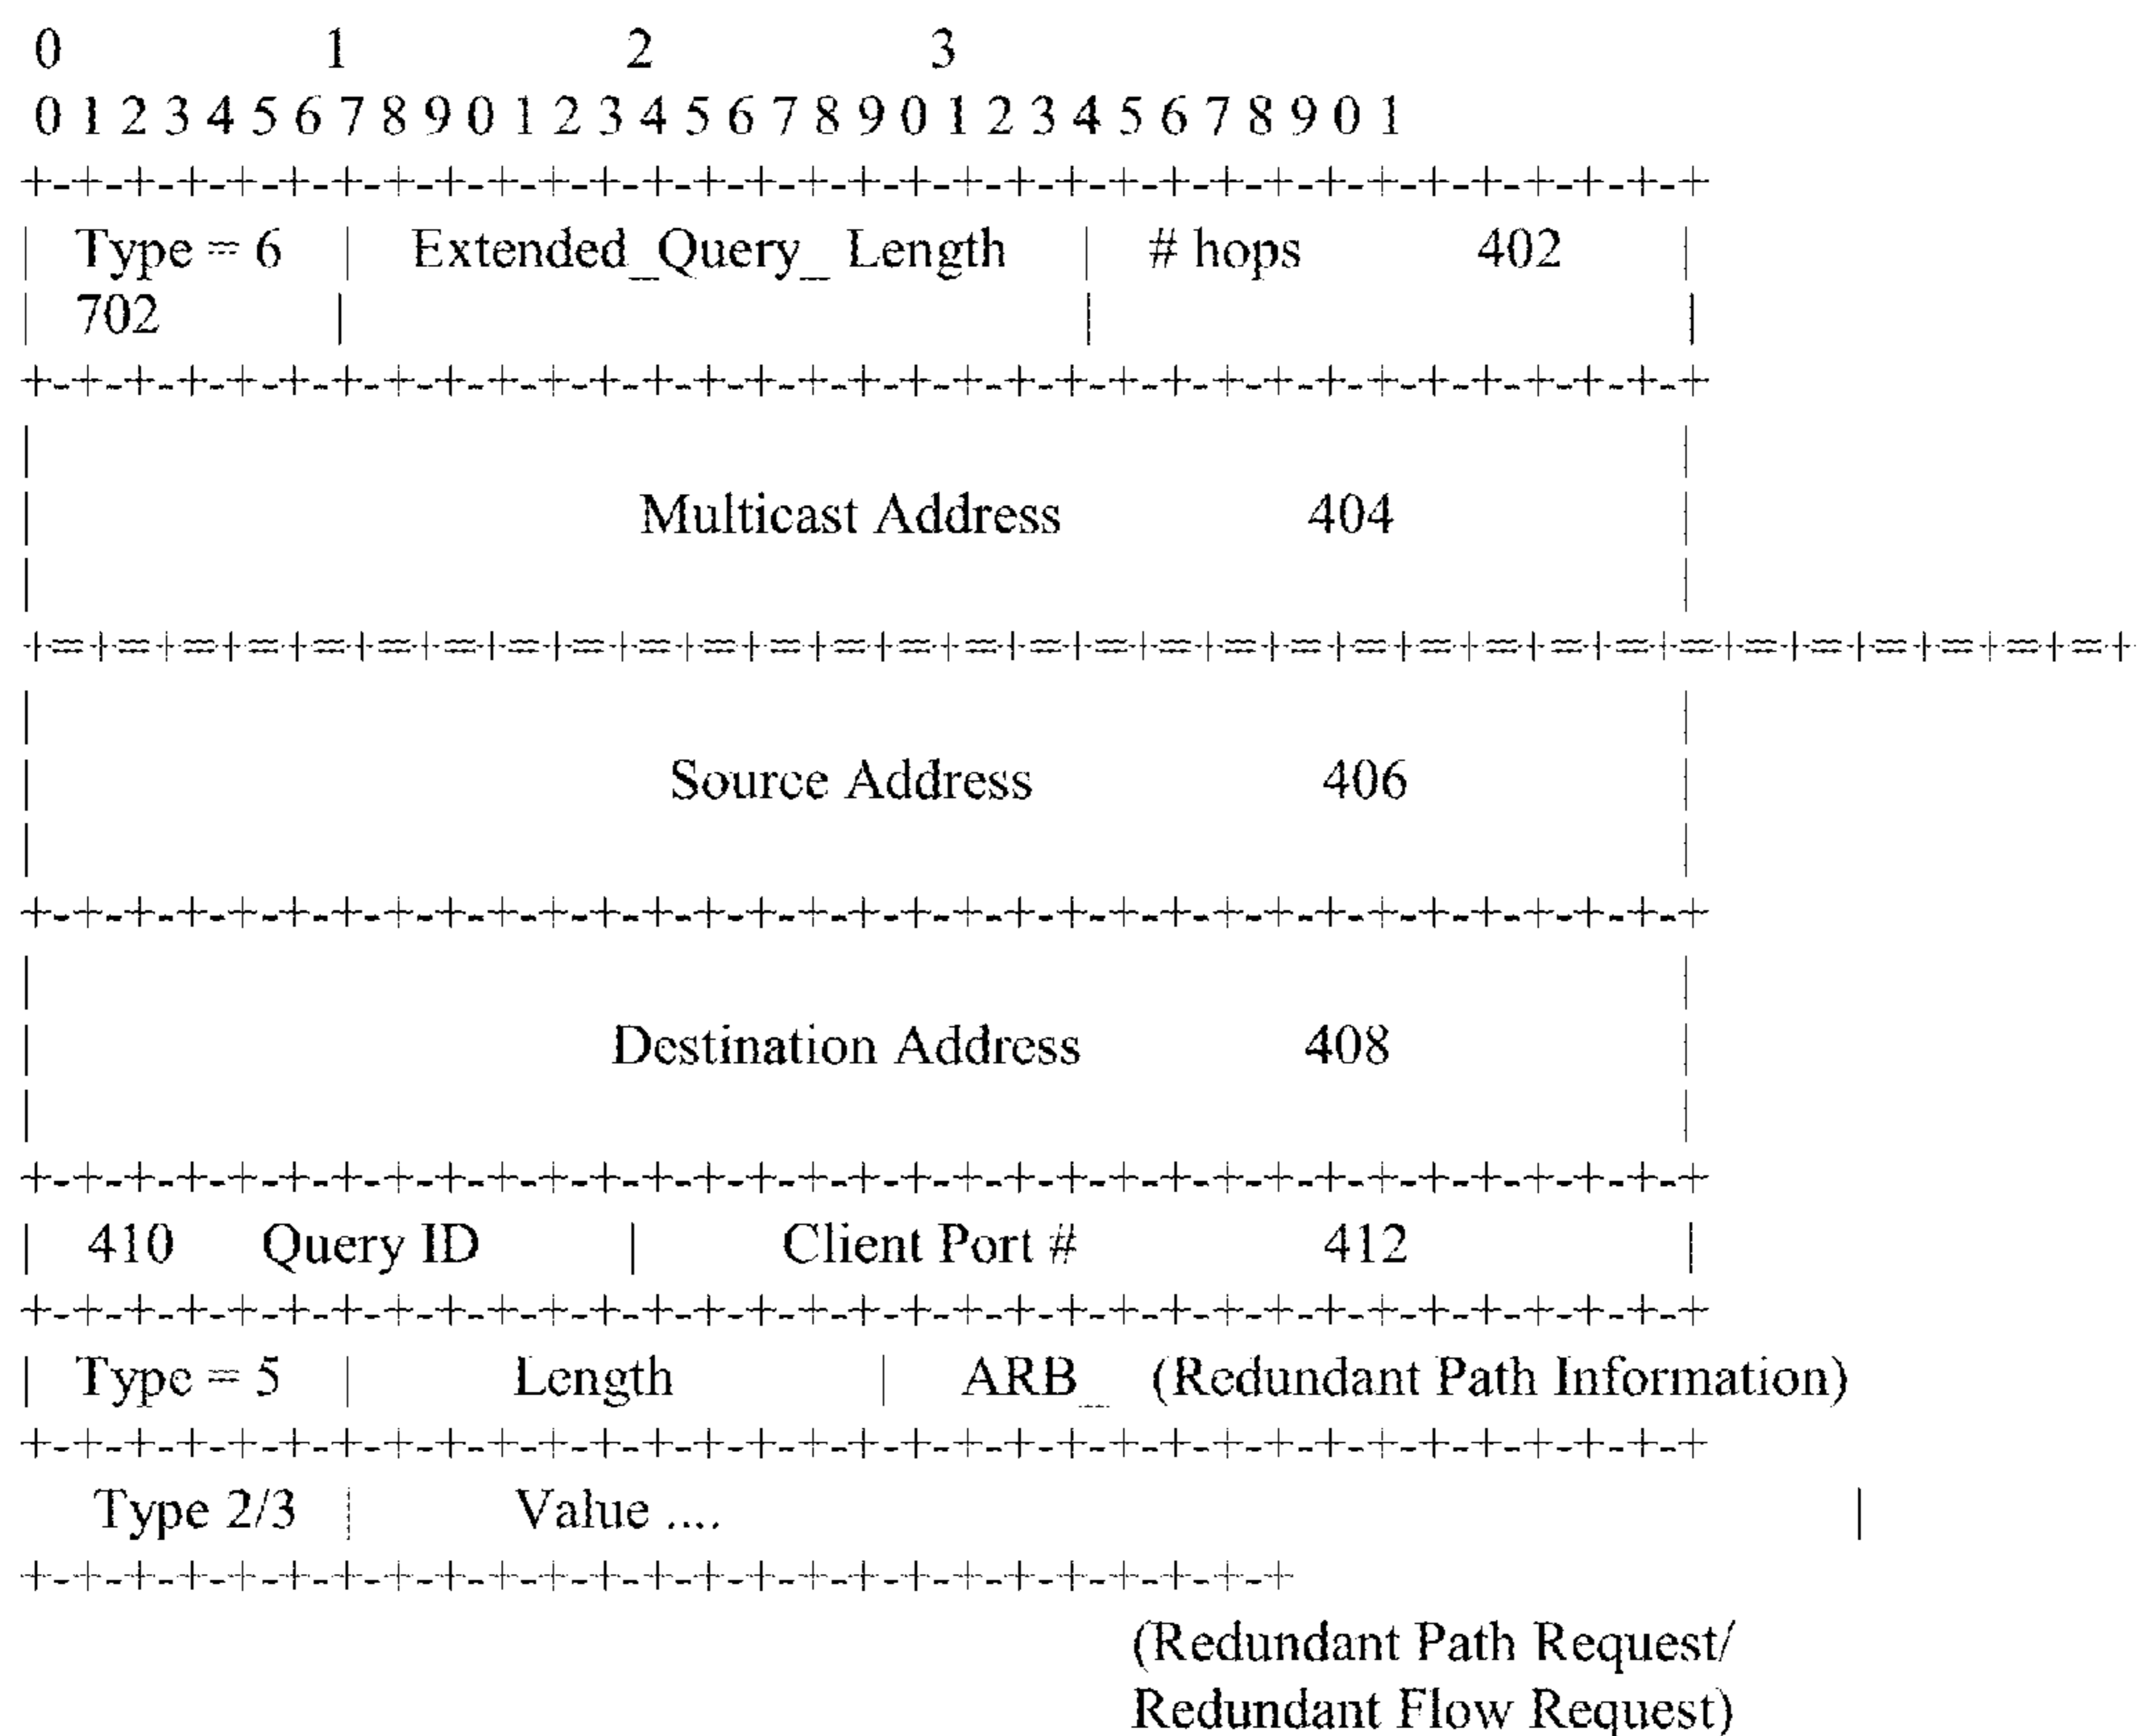 0 1 2 3
0 1 2 3 4 5 6 7 8 9 0 1 2 3 4 5 6 7 8 9 0 1 2 3 4 5 6 7 8 9 0 1
+-+-+-+-+-+-+-+-+-+-+-+-+-+-+-+-+-+-+-+-+-+-+-+-+-+-+-+-+-+-+-+-+
| Type = 6 | Extended_Query_ Length | # hops 402 |
| 702 | | |
+-+-+-+-+-+-+-+-+-+-+-+-+-+-+-+-+-+-+-+-+-+-+-+-+-+-+-+-+-+-+-+-+
| |
| Multicast Address 404 |
| |
+=+=+=+=+=+=+=+=+=+=+=+=+=+=+=+=+=+=+=+=+=+=+=+=+=+=+=+=+=+=+=+=+
| |
| Source Address 406 |
| |
+-+-+-+-+-+-+-+-+-+-+-+-+-+-+-+-+-+-+-+-+-+-+-+-+-+-+-+-+-+-+-+-+
| |
| Destination Address 408 |
| |
+-+-+-+-+-+-+-+-+-+-+-+-+-+-+-+-+-+-+-+-+-+-+-+-+-+-+-+-+-+-+-+-+
| 410 Query ID | Client Port # 412 |
+-+-+-+-+-+-+-+-+-+-+-+-+-+-+-+-+-+-+-+-+-+-+-+-+-+-+-+-+-+-+-+-+
| Type = 5 | Length | ARB_ (Redundant Path Information)
+-+-+-+-+-+-+-+-+-+-+-+-+-+-+-+-+-+-+-+-+-+-+-+-+-+-+-+-+-+-+-+-+
Type 2/3 | Value .... |
+-+-+-+-+-+-+-+-+-+-+-+-+-+-+-+-+-+-+-+-+-+-+-+-+
(Redundant Path Request/
Redundant Flow Request)